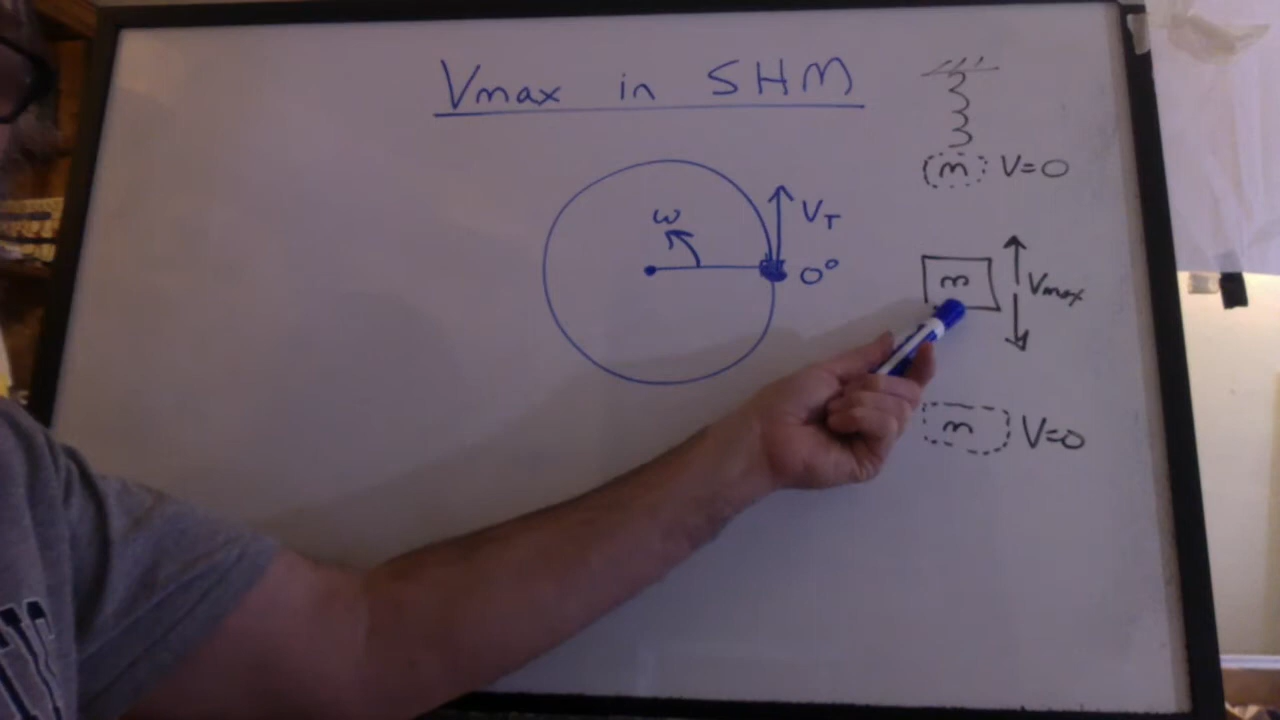 Vmax in SHM
m V=0
ω
VT
0°
m Vmax
m V=0